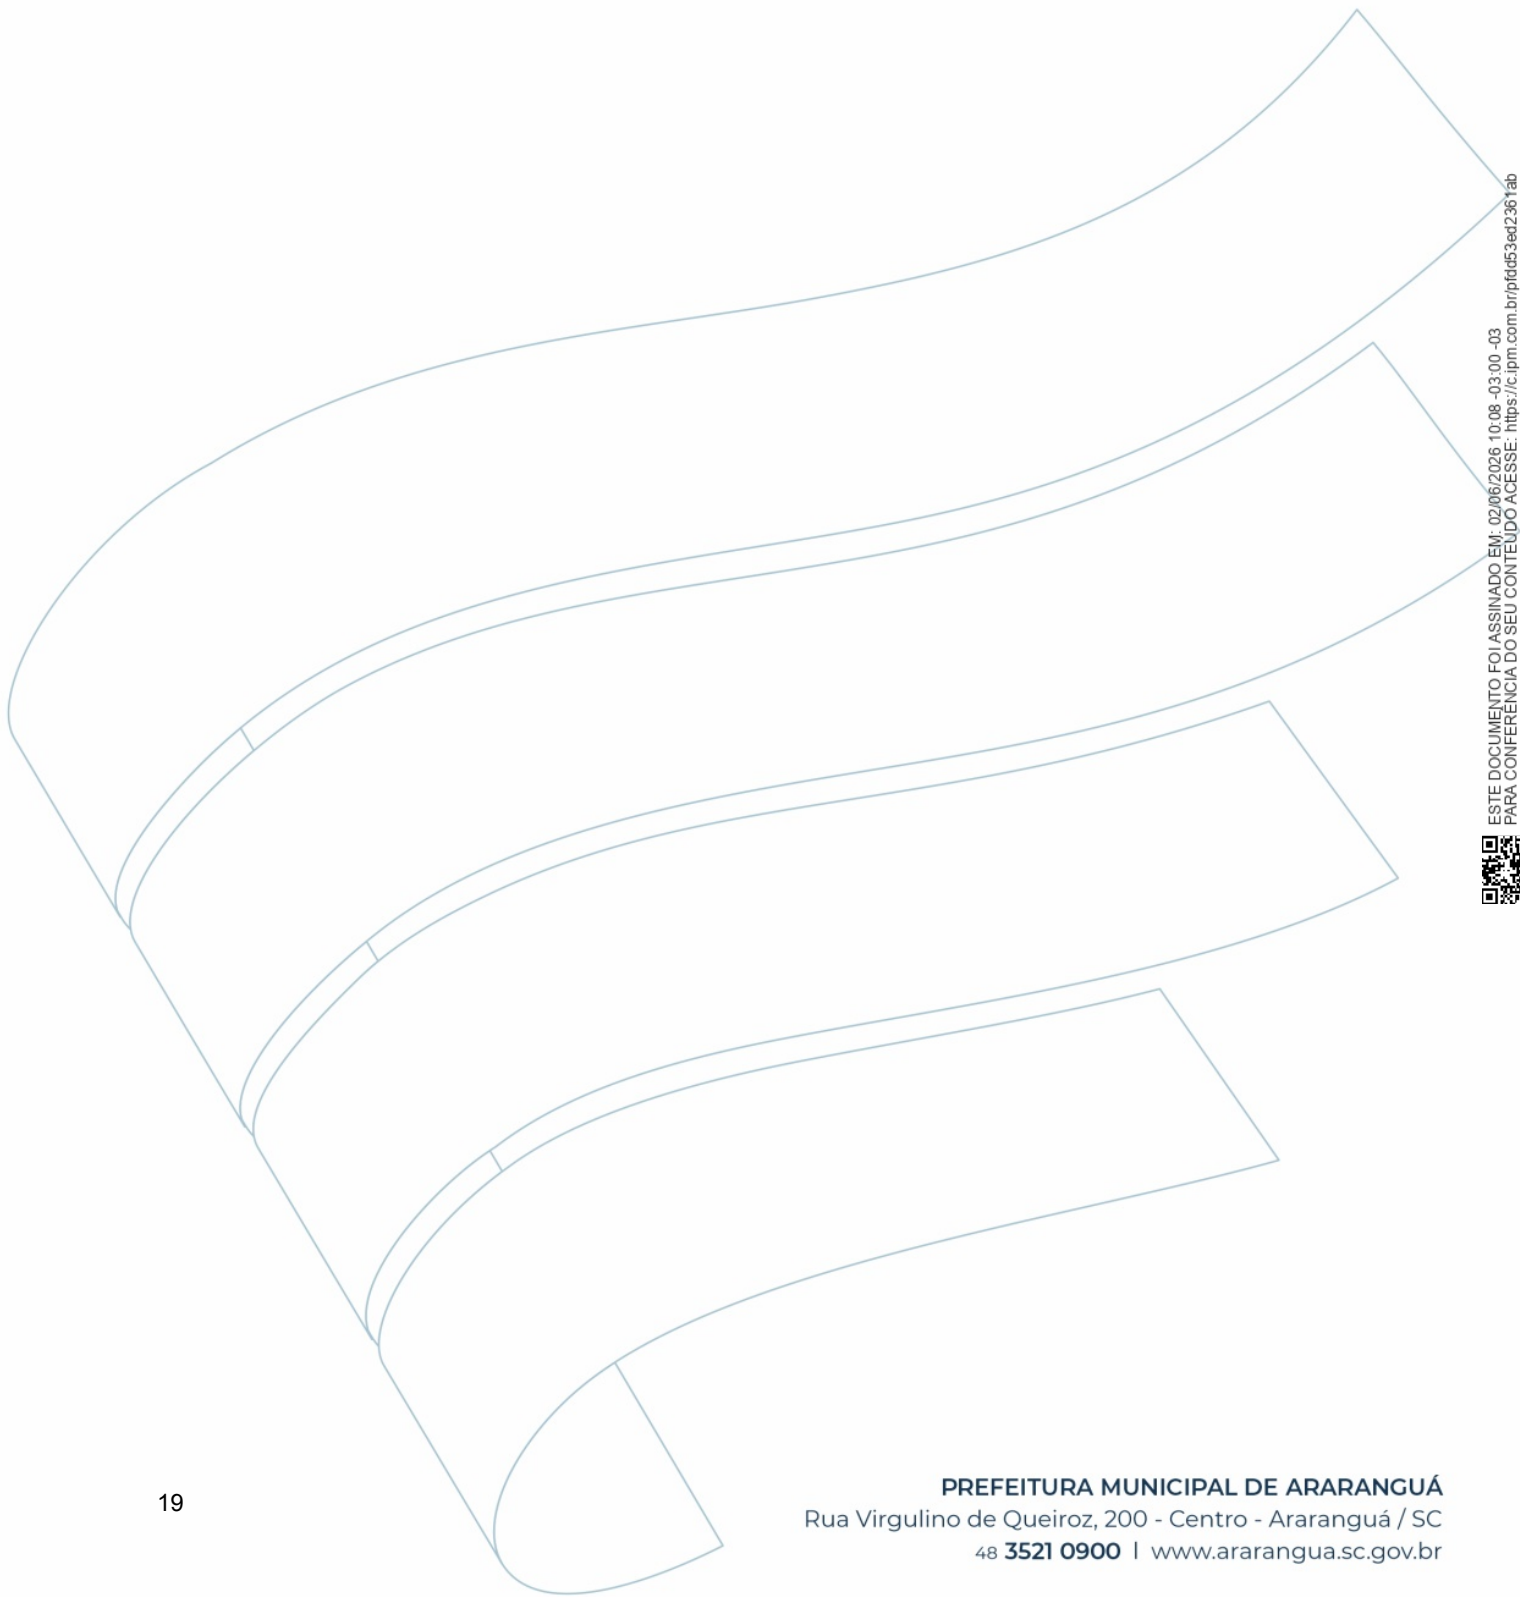 ESTE DOCUMENTO FOI ASSINADO EM: 02/06/2026 10:08 -03:00 -03
PARA CONFERÊNCIA DO SEU CONTEÚDO ACESSE: https://c.ipm.com.br/pfdd53ed2361ab
19
PREFEITURA MUNICIPAL DE ARARANGUÁ
Rua Virgulino de Queiroz, 200 - Centro - Araranguá / SC
48 3521 0900 | www.ararangua.sc.gov.br